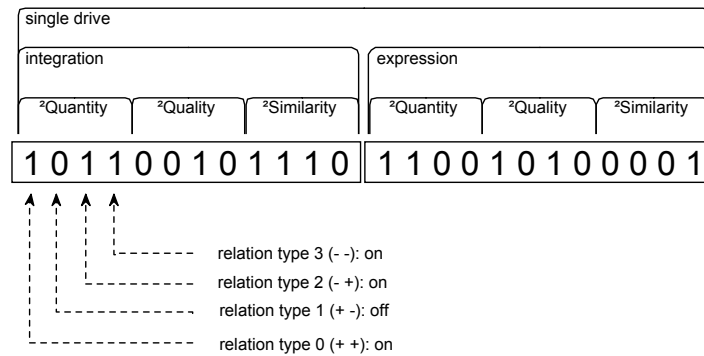 single drive
integration expression
²Quantity ²Quality ²Similarity ²Quantity ²Quality ²Similarity
1 0 1 1 0 0 1 0 1 1 1 0 1 1 0 0 1 0 1 0 0 0 0 1
relation type 3 (- -): on
relation type 2 (- +): on
relation type 1 (+ -): off
relation type 0 (+ +): on